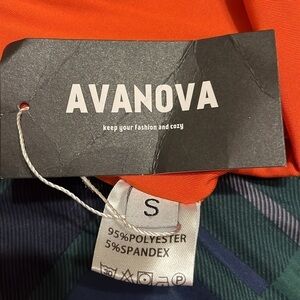 AVANOVA
keep your fashion and cozy
S
95%POLYESTER
5%SPANDEX